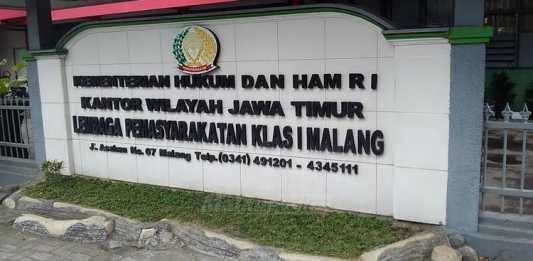 KEMENTERIAN HUKUM DAN HAM R I
KANTOR WILAYAH JAWA TIMUR
LEMBAGA PEMASYARAKATAN KLAS I MALANG
Jl. Asahan No. 07 Malang Telp.(0341) 491201 - 4345111